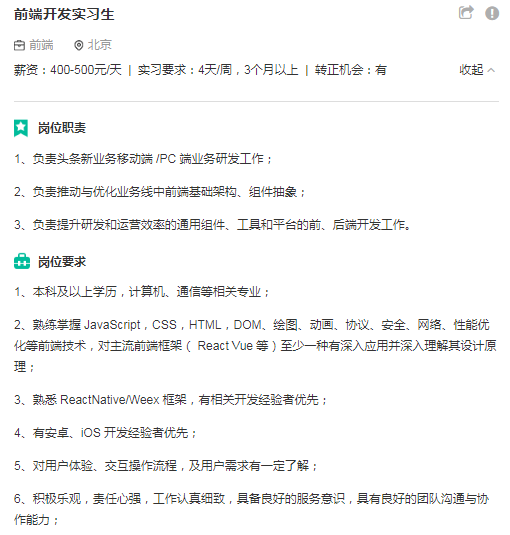 前端开发实习生
前端 北京
薪资：400-500元/天 | 实习要求：4天/周，3个月以上 | 转正机会：有 收起
岗位职责
1、负责头条新业务移动端 /PC 端业务研发工作；
2、负责推动与优化业务线中前端基础架构、组件抽象；
3、负责提升研发和运营效率的通用组件、工具和平台的前、后端开发工作。
岗位要求
1、本科及以上学历，计算机、通信等相关专业；
2、熟练掌握 JavaScript，CSS，HTML，DOM、绘图、动画、协议、安全、网络、性能优
化等前端技术，对主流前端框架（ React Vue 等）至少一种有深入应用并深入理解其设计原
理；
3、熟悉 ReactNative/Weex 框架，有相关开发经验者优先；
4、有安卓、iOS 开发经验者优先；
5、对用户体验、交互操作流程，及用户需求有一定了解；
6、积极乐观，责任心强，工作认真细致，具备良好的服务意识，具有良好的团队沟通与协
作能力；